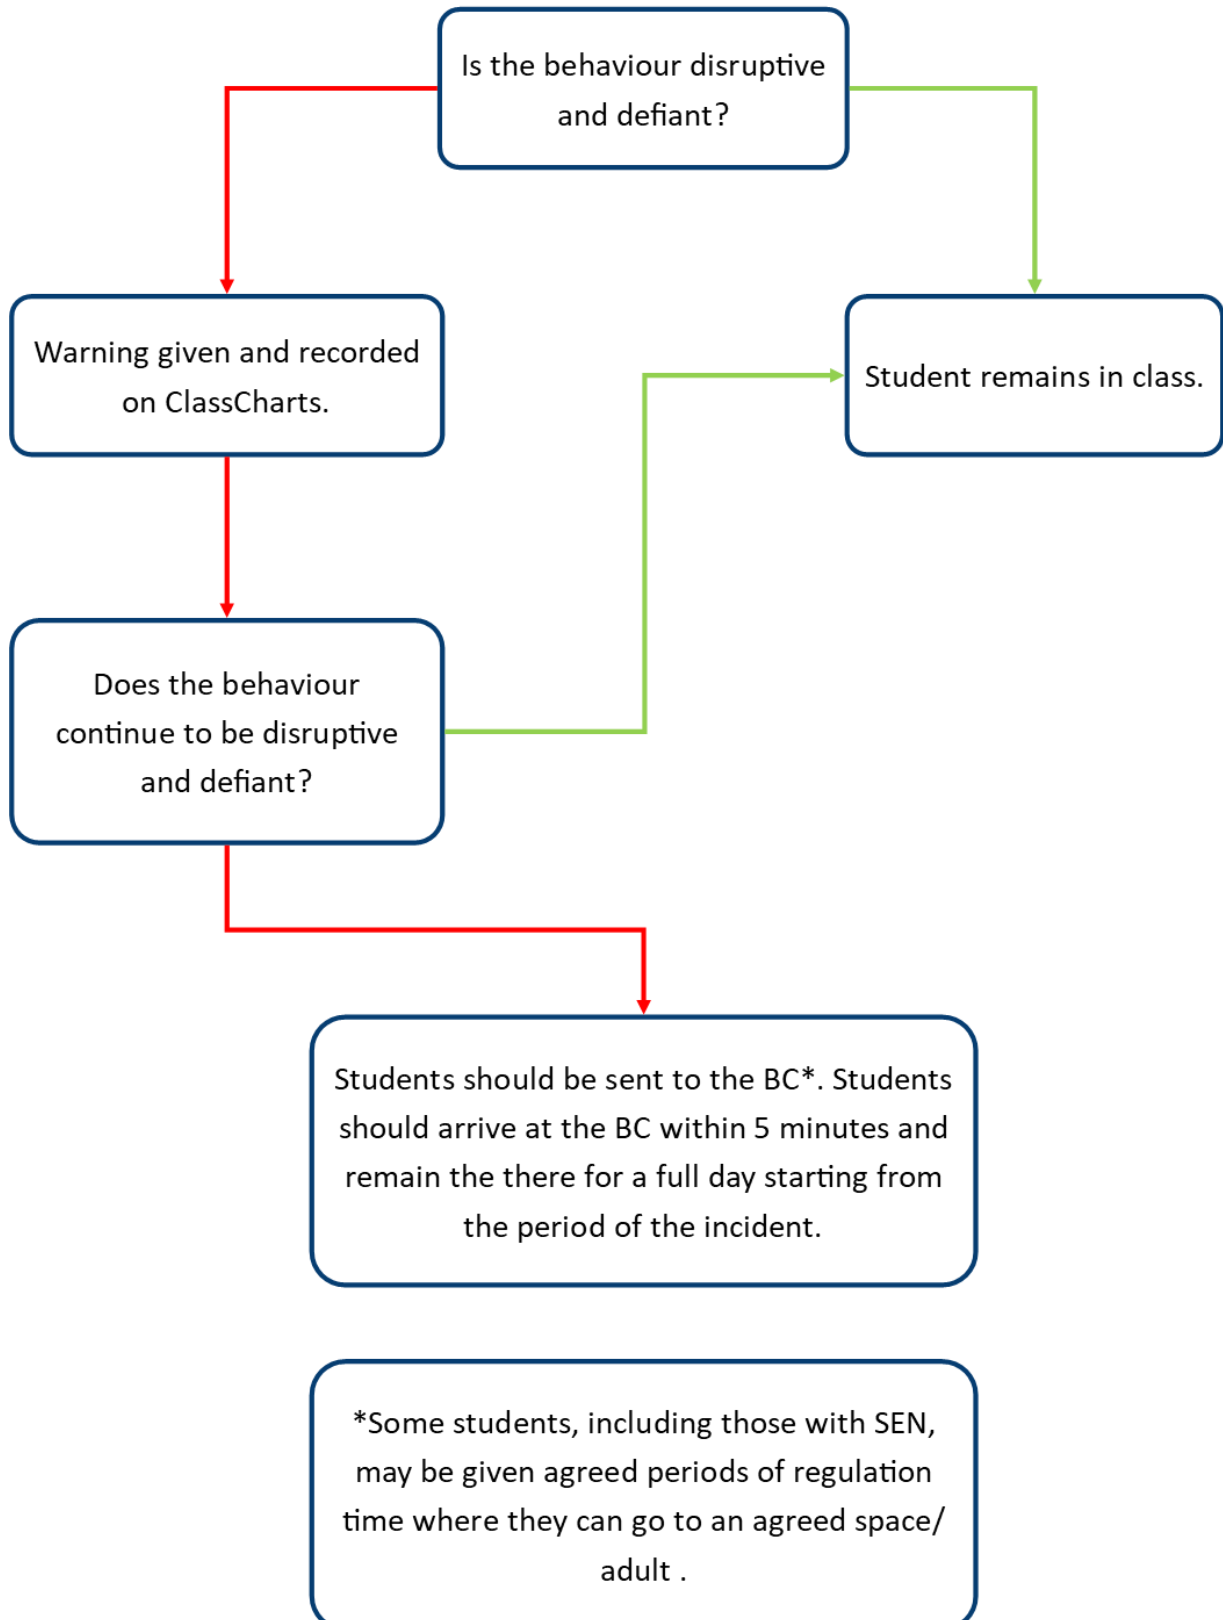 Is the behaviour disruptive
and defiant?
Warning given and recorded
on ClassCharts.
Student remains in class.
Does the behaviour
continue to be disruptive
and defiant?
Students should be sent to the BC*. Students
should arrive at the BC within 5 minutes and
remain the there for a full day starting from
the period of the incident.
*Some students, including those with SEN,
may be given agreed periods of regulation
time where they can go to an agreed space/
adult .